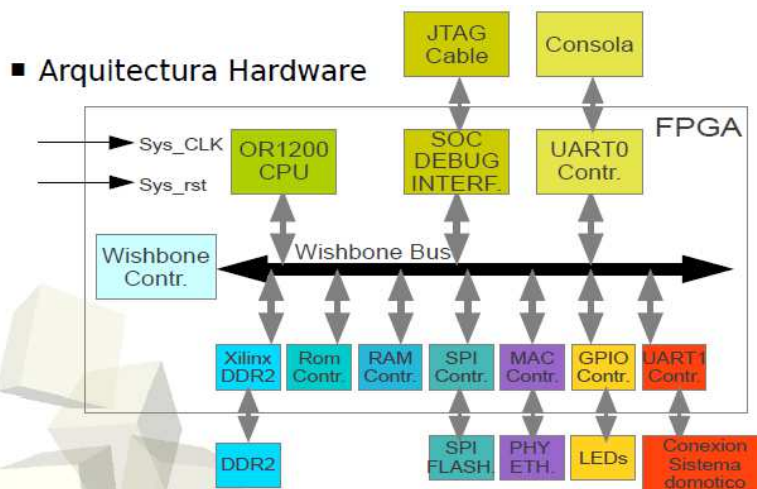 JTAG
Cable
Consola
■ Arquitectura Hardware
FPGA
Sys_CLK
Sys_rst
OR1200
CPU
SOC
DEBUG
INTERF.
UART0
Contr.
Wishbone
Contr.
Wishbone Bus
Xilinx
DDR2
Rom
Contr.
RAM
Contr.
SPI
Contr.
MAC
Contr.
GPIO
Contr.
UART1
Contr.
DDR2
SPI
FLASH.
PHY
ETH.
LEDs
Conexion
Sistema
domotico